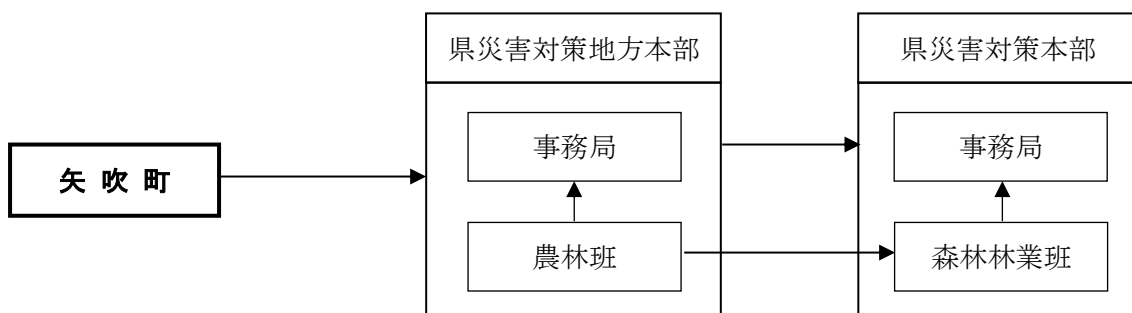 県災害対策地方本部
県災害対策本部
事務局
事務局
矢吹町
農林班
森林林業班